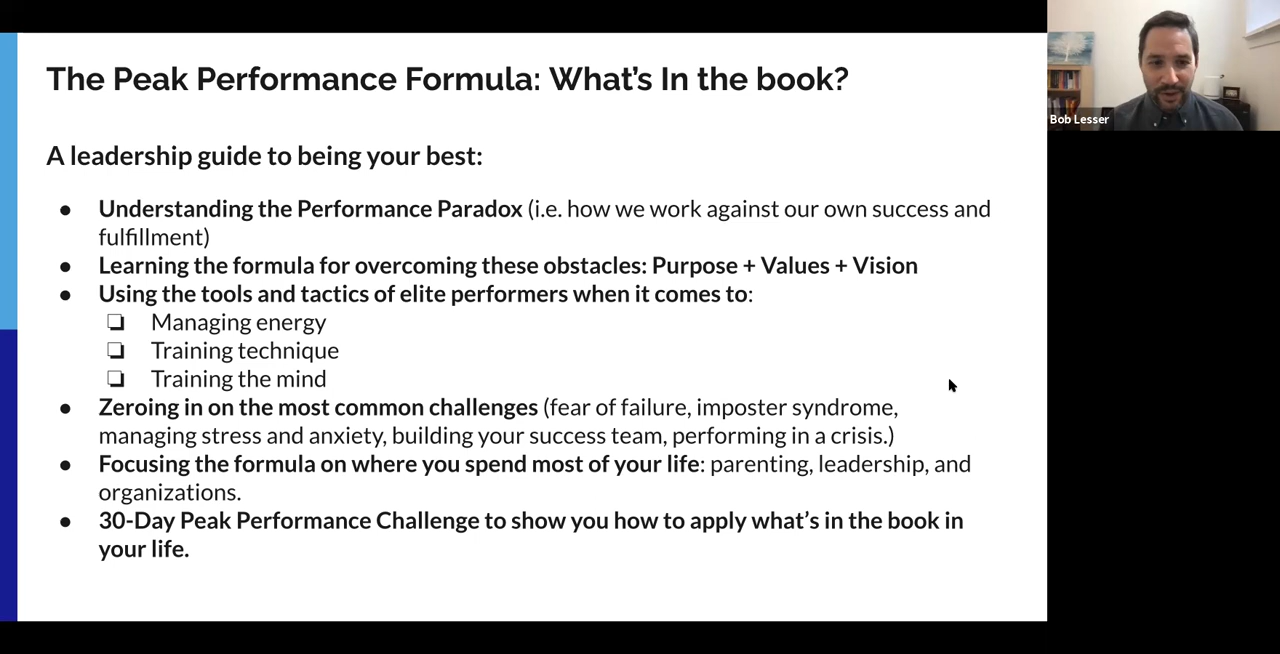 The Peak Performance Formula: What's In the book?
A leadership guide to being your best:
● Understanding the Performance Paradox (i.e. how we work against our own success and
fulfillment)
● Learning the formula for overcoming these obstacles: Purpose + Values + Vision
● Using the tools and tactics of elite performers when it comes to:
❏ Managing energy
❏ Training technique
❏ Training the mind
● Zeroing in on the most common challenges (fear of failure, imposter syndrome,
managing stress and anxiety, building your success team, performing in a crisis.)
● Focusing the formula on where you spend most of your life: parenting, leadership, and
organizations.
● 30-Day Peak Performance Challenge to show you how to apply what's in the book in
your life.
Bob Lesser